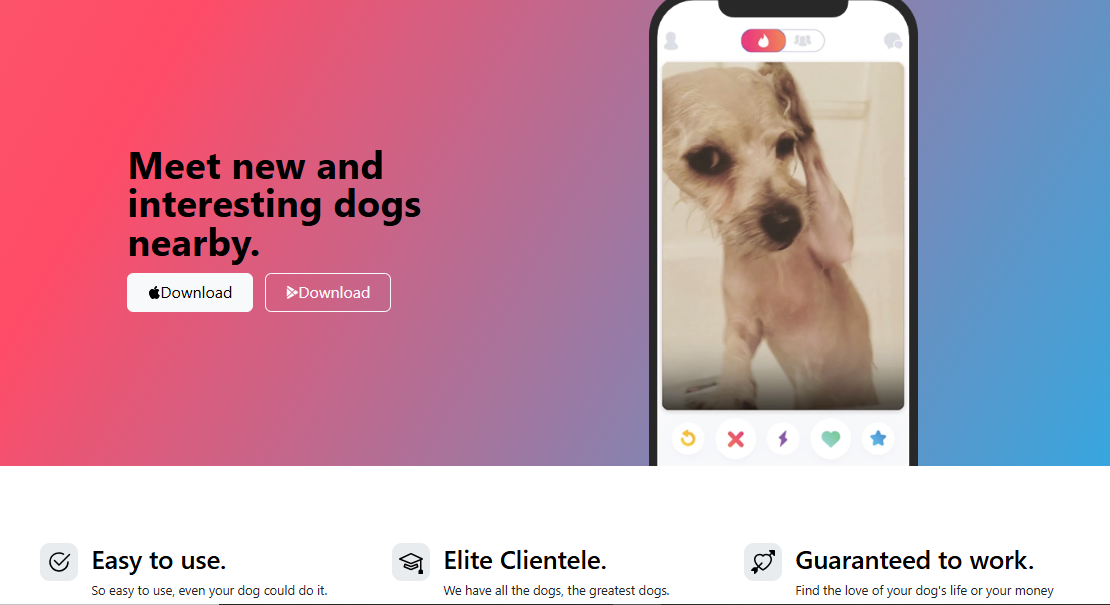 Meet new and
interesting dogs
nearby.
Download
Download
Easy to use.
So easy to use, even your dog could do it.
Elite Clientele.
We have all the dogs, the greatest dogs.
Guaranteed to work.
Find the love of your dog's life or your money